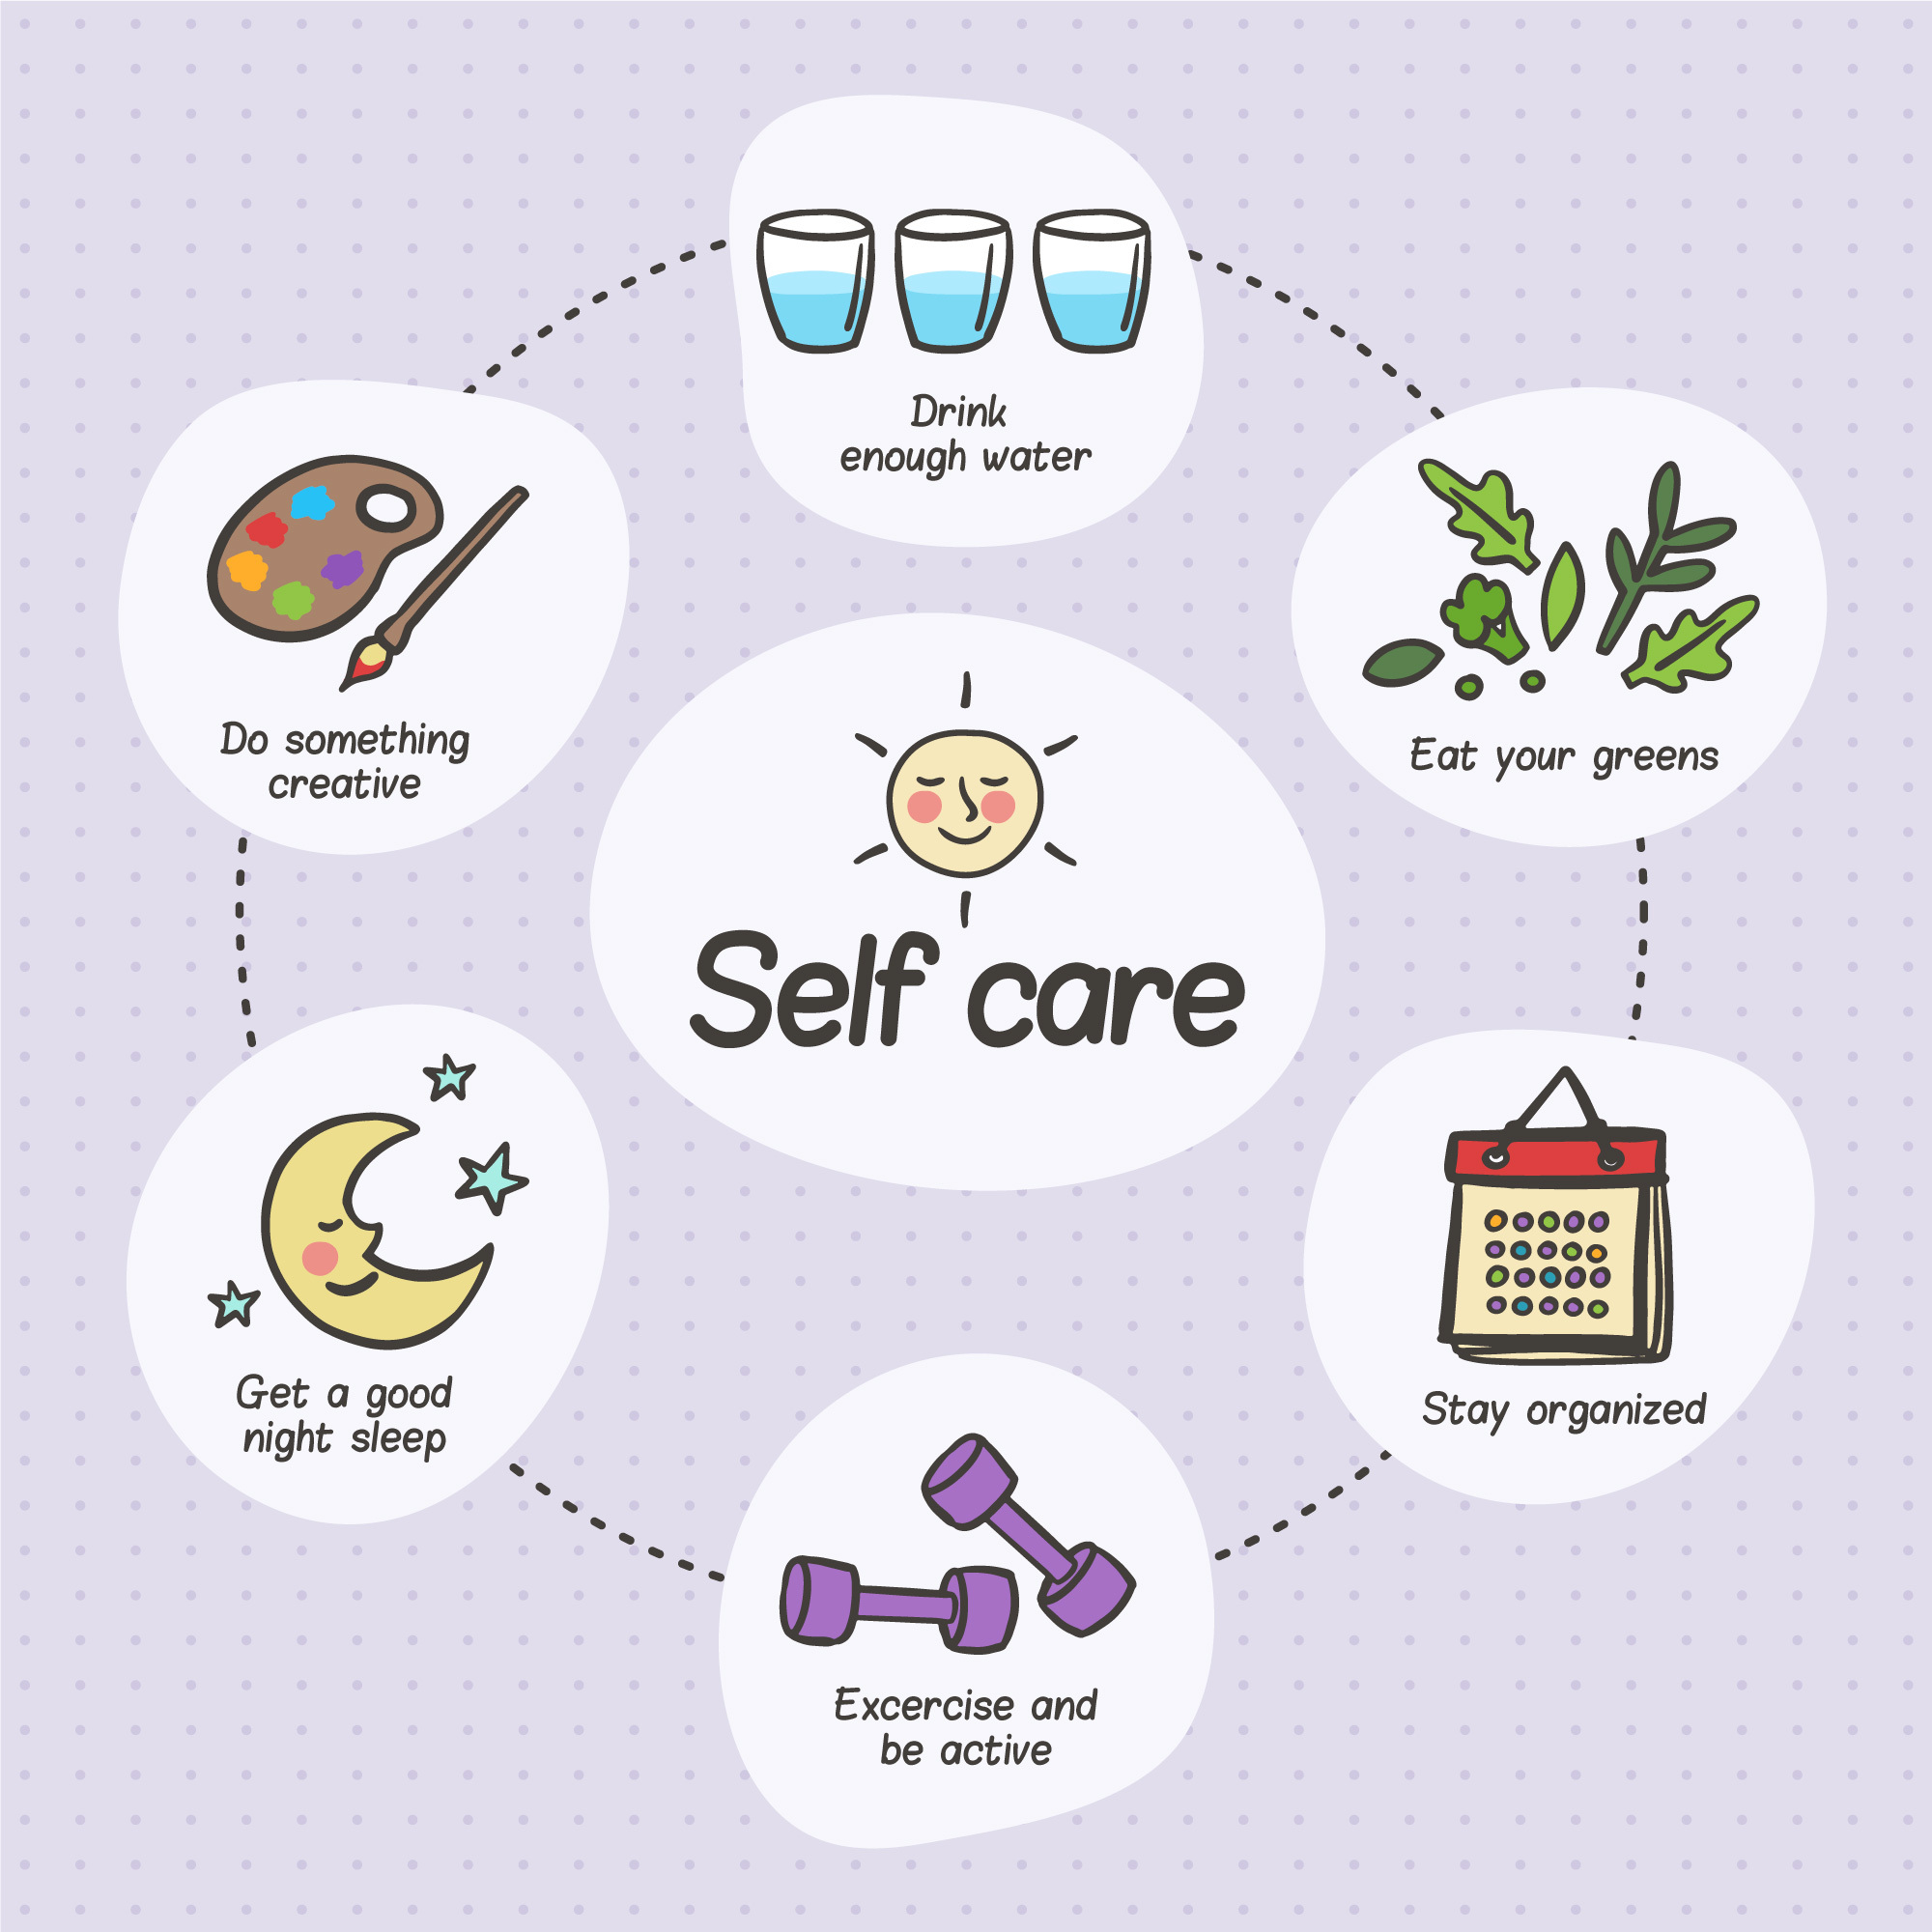 Drink
enough water
Do something
creative
Eat your greens
Self care
Get a good
night sleep
Stay organized
Excercise and
be active